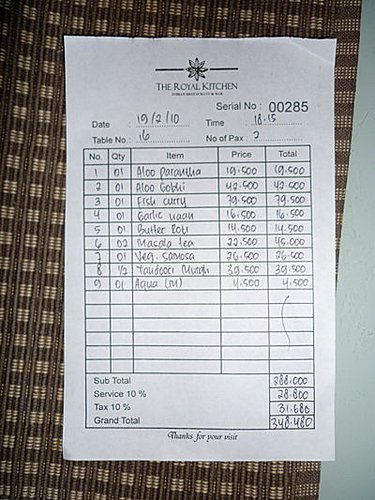 THE ROYAL KITCHEN
INDIAN RESTAURANT & BAR
Serial No : 00285
Date : 19/2/10 Time : 18.15
Table No.: 16 No of Pax : 2
No. Qty Item Price Total
1 01 Aloo Parantha 19.500 19.500
2 01 Aloo Gobhi 42.500 42.500
3 01 Fish curry 79.500 79.500
4 01 Garlic naan 16.500 16.500
5 01 Butter Roti 14.500 14.500
6 02 Masala tea 22.500 45.000
7 01 Veg. Samosa 26.500 26.500
8 1/2 Tandoori Murgh 39.500 39.500
9 01 Aqua 4.500 4.500
Sub Total 288.000
Service 10 % 28.800
Tax 10 % 31.680
Grand Total 348.480
Thanks for your visit